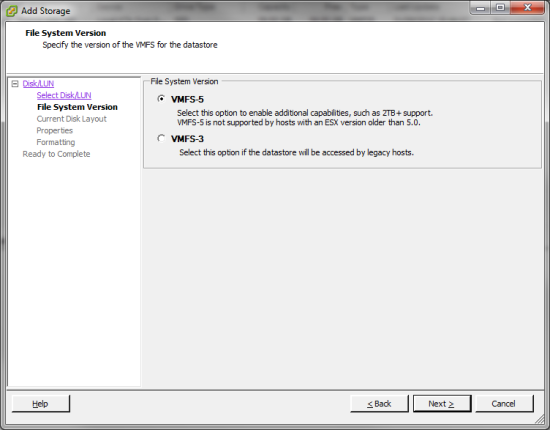 Add Storage
File System Version
Specify the version of the VMFS for the datastore
Disk/LUN
Select Disk/LUN
File System Version
Current Disk Layout
Properties
Formatting
Ready to Complete
File System Version
VMFS-5
Select this option to enable additional capabilities, such as 2TB+ support.
VMFS-5 is not supported by hosts with an ESX version older than 5.0.
VMFS-3
Select this option if the datastore will be accessed by legacy hosts.
Help
< Back
Next >
Cancel